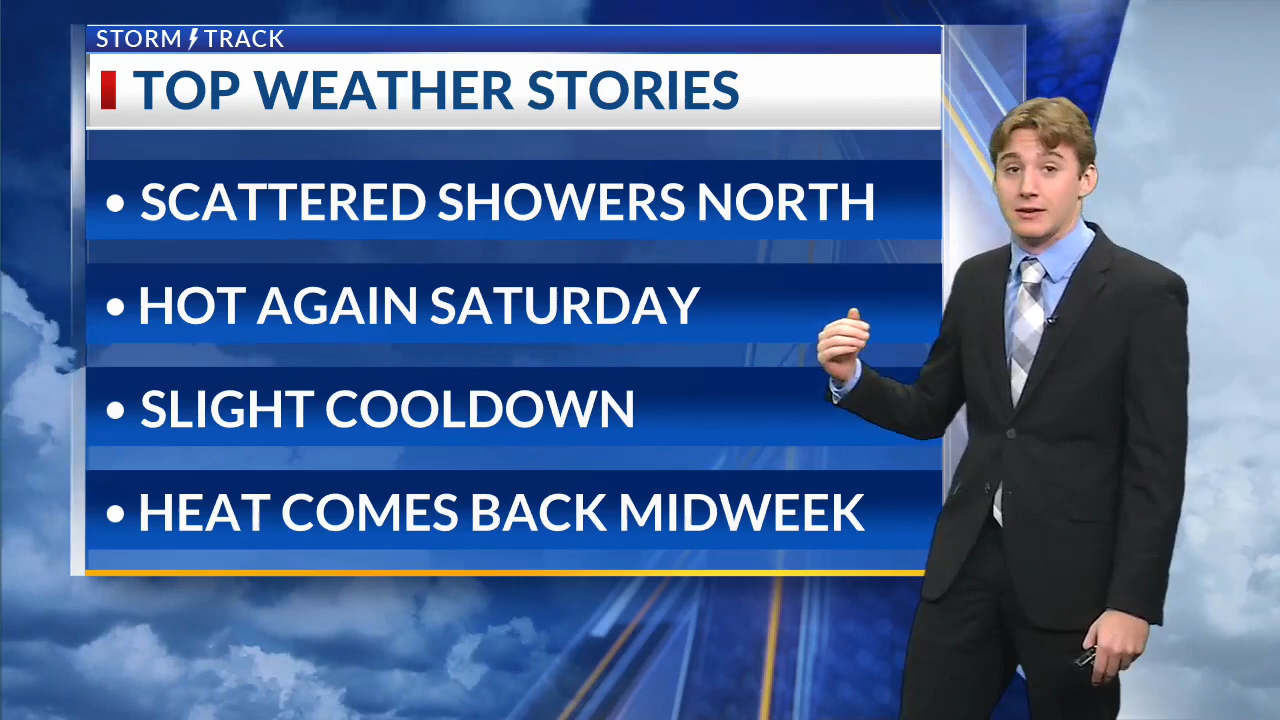 STORM TRACK
TOP WEATHER STORIES
• SCATTERED SHOWERS NORTH
• HOT AGAIN SATURDAY
• SLIGHT COOLDOWN
• HEAT COMES BACK MIDWEEK